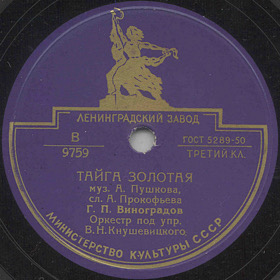 ЛЕНИНГРАДСКИЙ ЗАВОД
В
9759
ГОСТ 5289-50
ТРЕТИЙ КЛ.
ТАЙГА ЗОЛОТАЯ
муз. А. Пушкова,
сл. А. Прокофьева
Г. П. Виноградов
Оркестр под упр.
В. Н. Кнушевицкого
МИНИСТЕРСТВО КУЛЬТУРЫ СССР